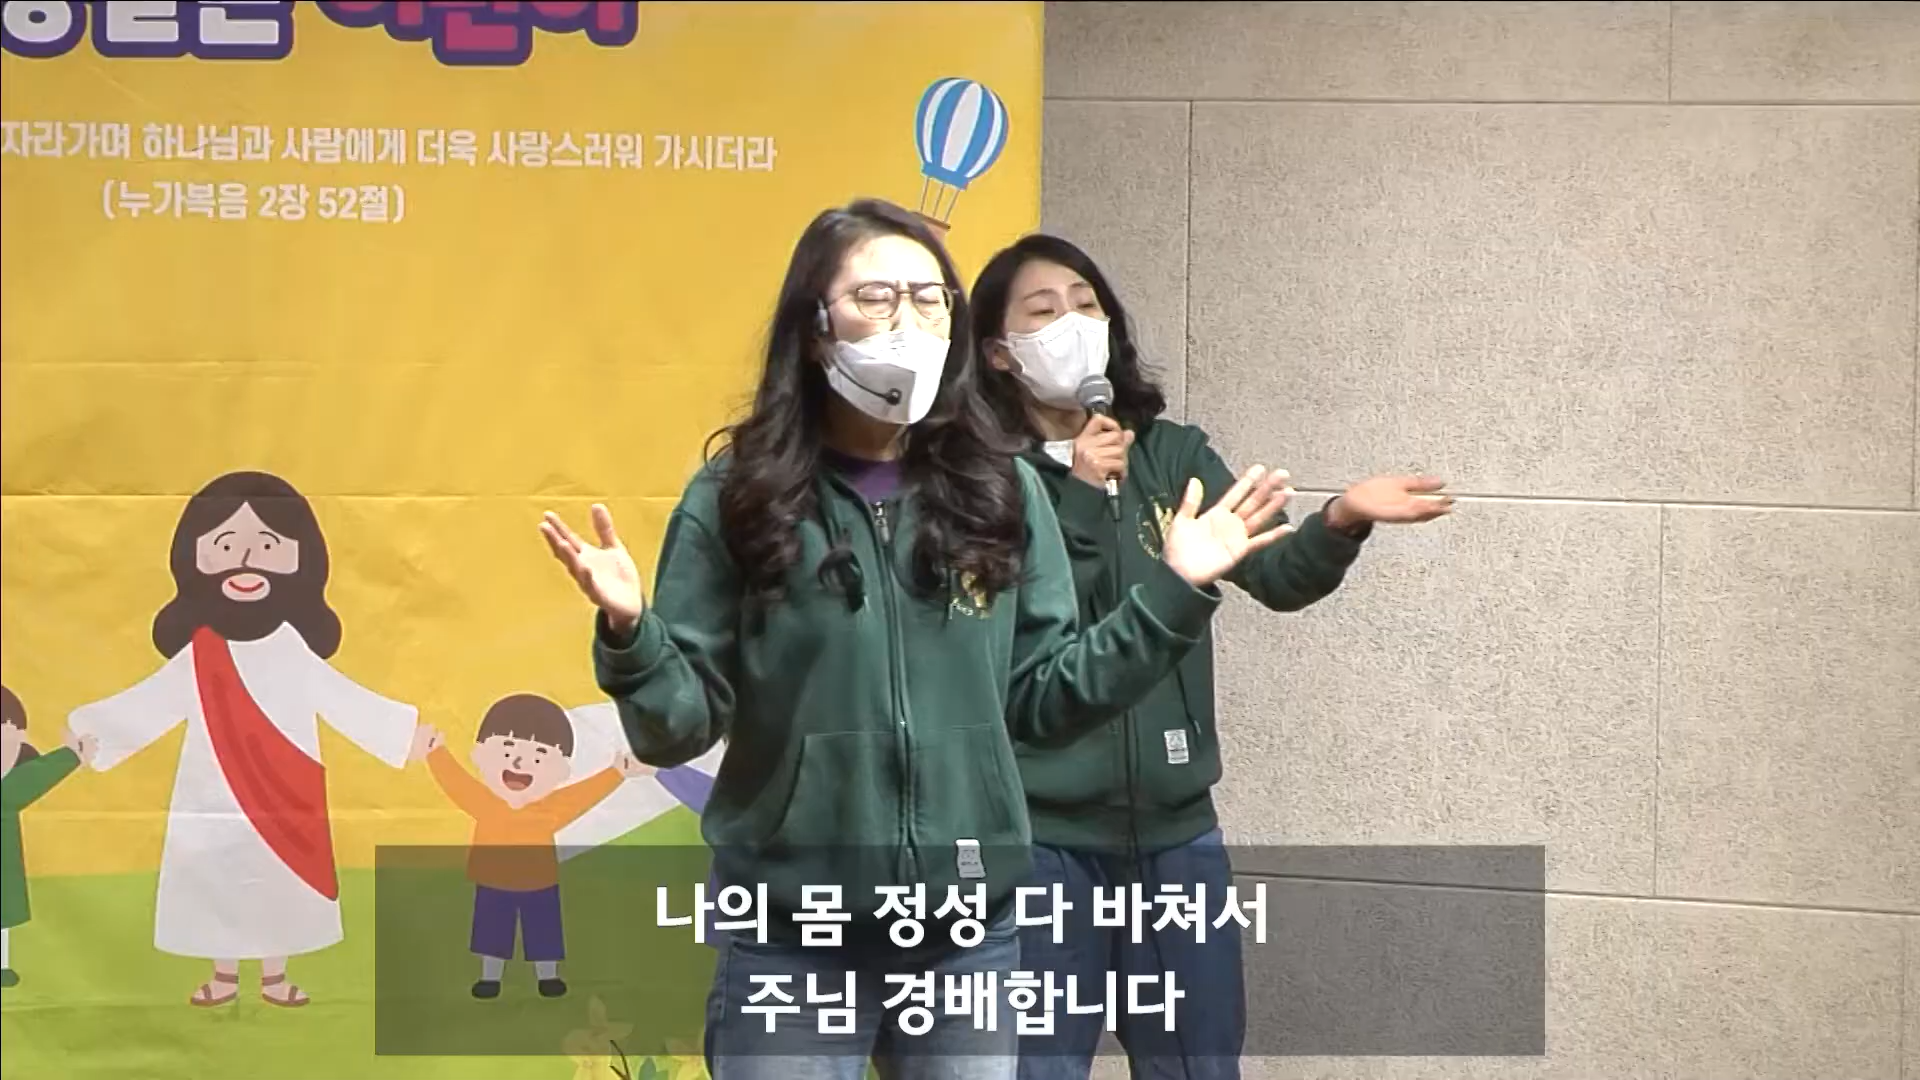 자라가며 하나님과 사람에게 더욱 사랑스러워 가시더라
(누가복음 2장 52절)
나의 몸 정성 다 바쳐서
주님 경배합니다